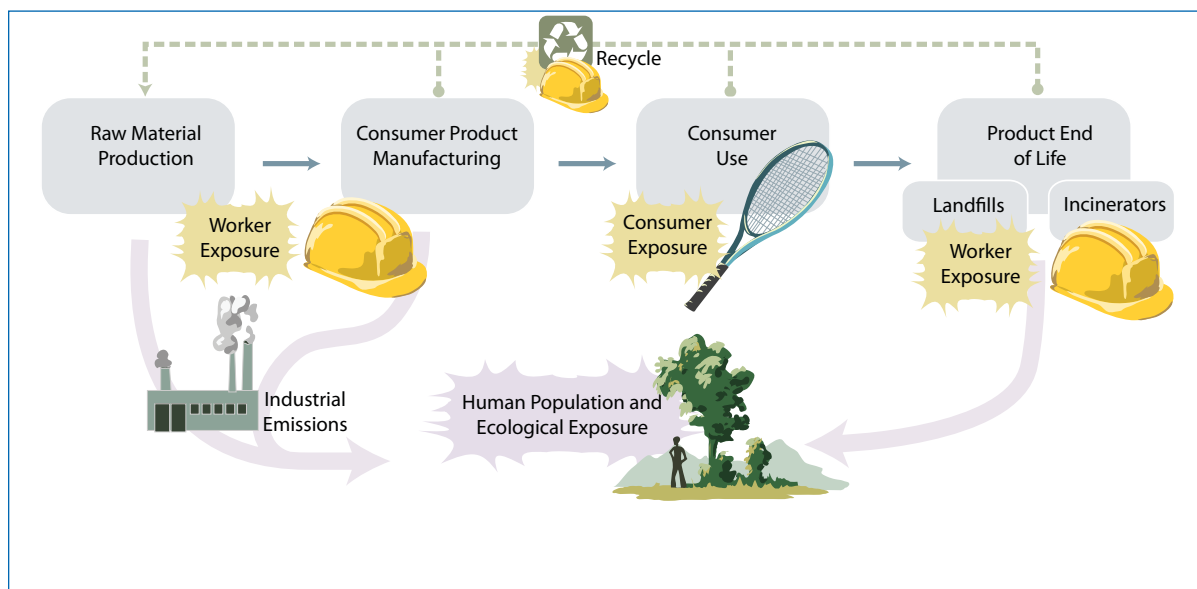 Recycle
Raw Material
Production
Consumer Product
Manufacturing
Consumer
Use
Product End
of Life
Landfills
Incinerators
Worker
Exposure
Consumer
Exposure
Worker
Exposure
Industrial
Emissions
Human Population and
Ecological Exposure